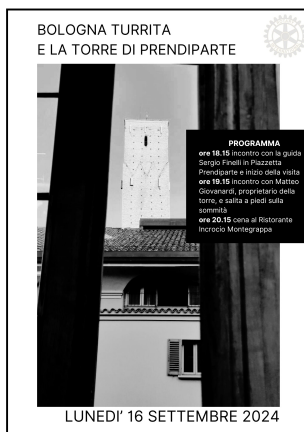 BOLOGNA TURRITA
E LA TORRE DI PRENDIPARTE
PROGRAMMA
ore 18.15 incontro con la guida
Sergio Finelli in Piazzetta
Prendiparte e inizio della visita
ore 19.15 incontro con Matteo
Giovanardi, proprietario della
torre, e salita a piedi sulla
sommità
ore 20.15 cena al Ristorante
Incrocio Montegrappa
LUNEDI' 16 SETTEMBRE 2024